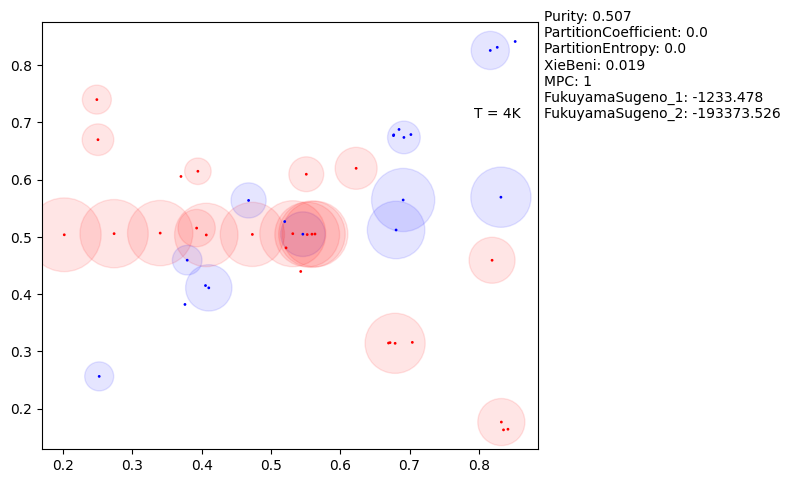 Purity: 0.507
PartitionCoefficient: 0.0
PartitionEntropy: 0.0
XieBeni: 0.019
MPC: 1
FukuyamaSugeno_1: -1233.478
FukuyamaSugeno_2: -193373.526
T = 4K
0.8
0.7
0.6
0.5
0.4
0.3
0.2
0.2 0.3 0.4 0.5 0.6 0.7 0.8